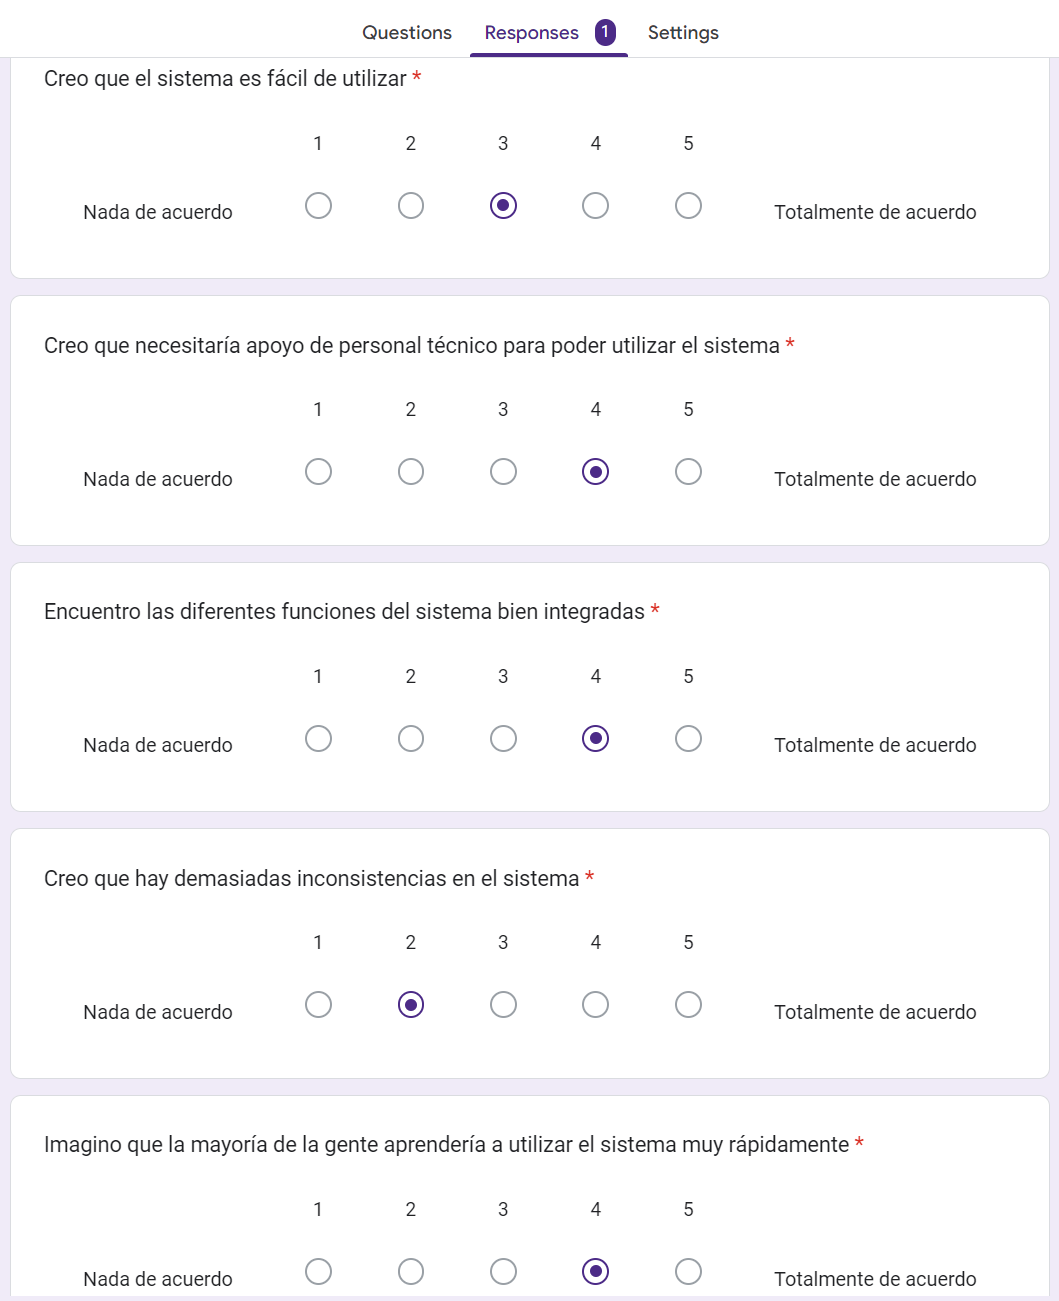 Questions Responses 1 Settings
Creo que el sistema es fácil de utilizar *
1 2 3 4 5
Nada de acuerdo Totalmente de acuerdo
Creo que necesitaría apoyo de personal técnico para poder utilizar el sistema *
1 2 3 4 5
Nada de acuerdo Totalmente de acuerdo
Encuentro las diferentes funciones del sistema bien integradas *
1 2 3 4 5
Nada de acuerdo Totalmente de acuerdo
Creo que hay demasiadas inconsistencias en el sistema *
1 2 3 4 5
Nada de acuerdo Totalmente de acuerdo
Imagino que la mayoría de la gente aprendería a utilizar el sistema muy rápidamente *
1 2 3 4 5
Nada de acuerdo Totalmente de acuerdo